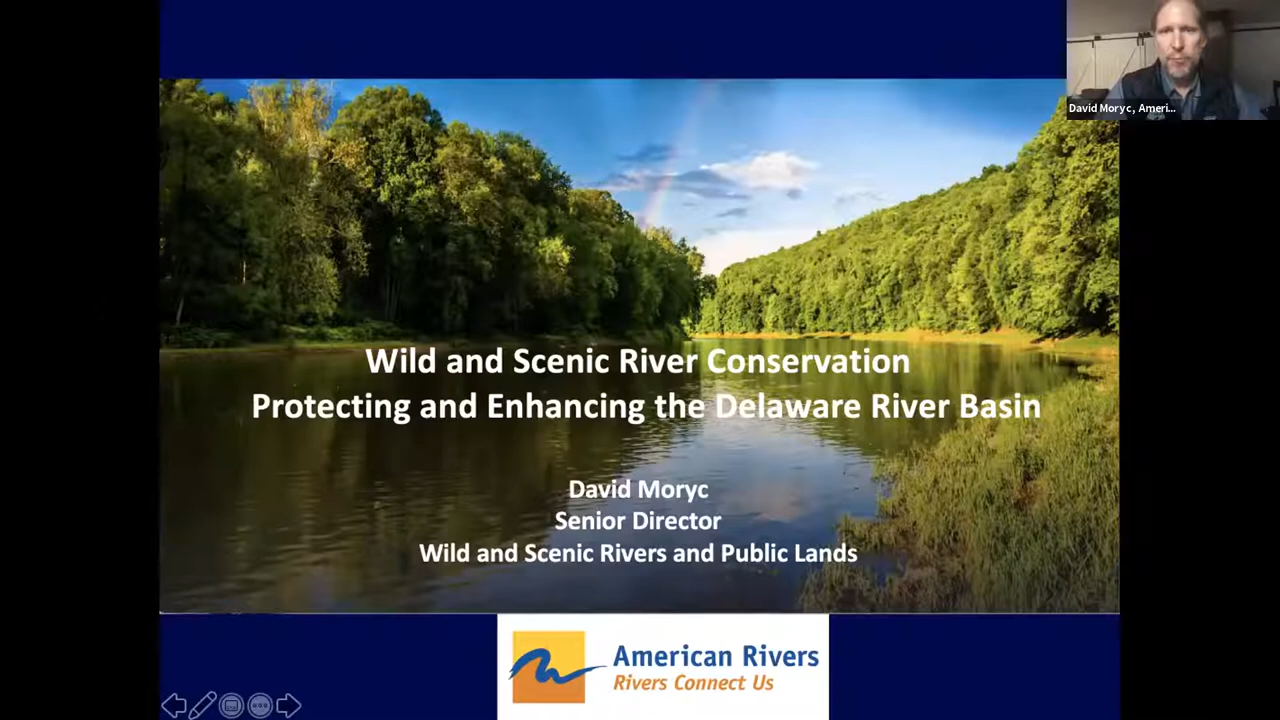 David Moryc, Ameri...
Wild and Scenic River Conservation
Protecting and Enhancing the Delaware River Basin
David Moryc
Senior Director
Wild and Scenic Rivers and Public Lands
American Rivers
Rivers Connect Us